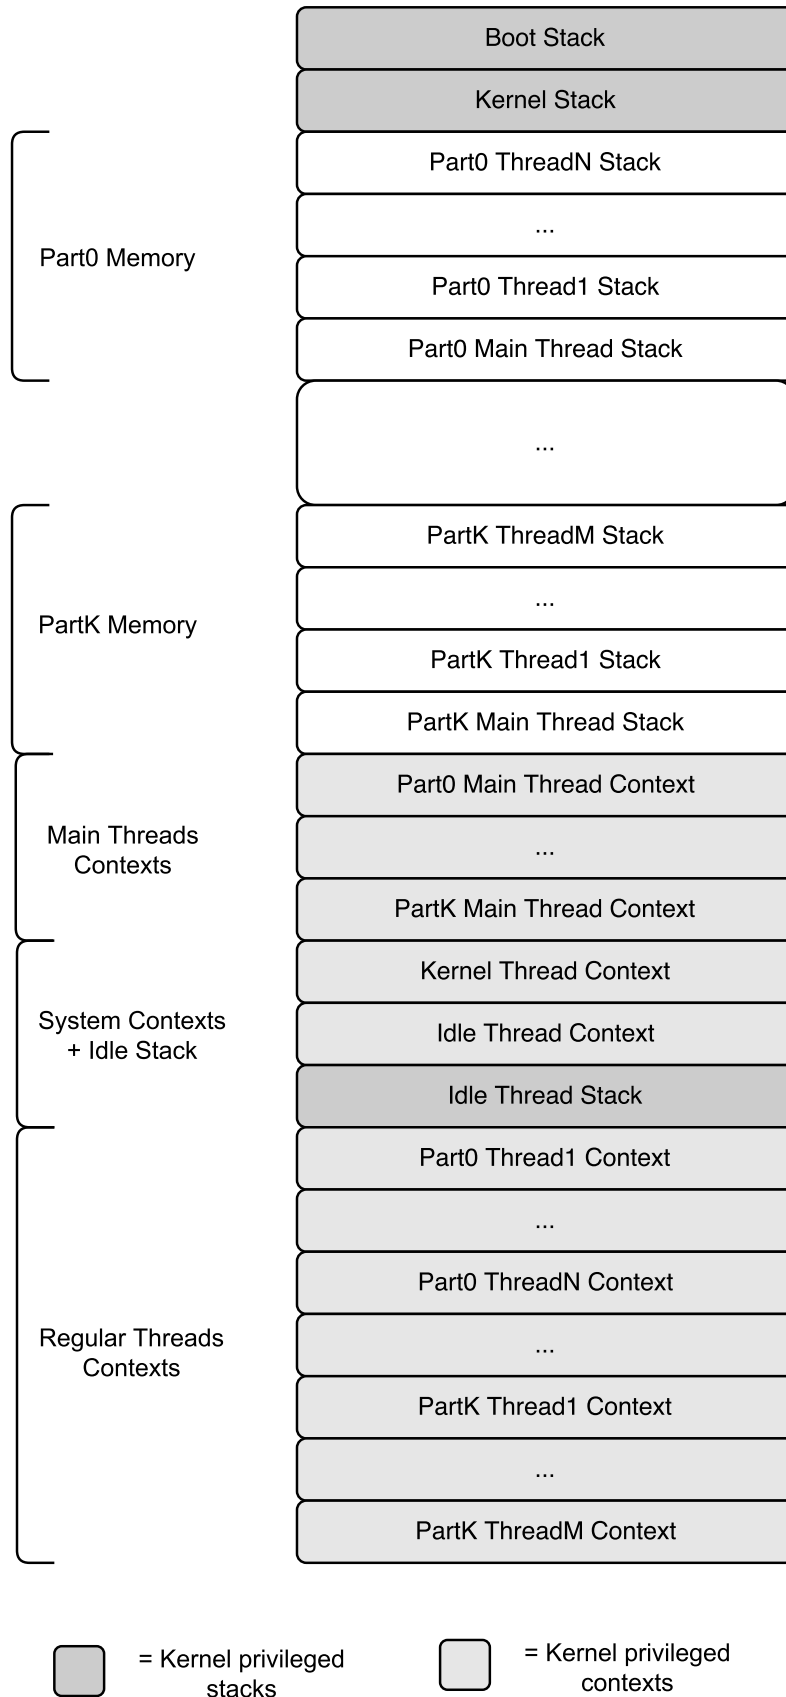 Boot Stack
Kernel Stack
Part0 ThreadN Stack
...
Part0 Memory
Part0 Thread1 Stack
Part0 Main Thread Stack
...
PartK ThreadM Stack
...
PartK Memory
PartK Thread1 Stack
PartK Main Thread Stack
Part0 Main Thread Context
Main Threads
Contexts
...
PartK Main Thread Context
Kernel Thread Context
System Contexts
+ Idle Stack
Idle Thread Context
Idle Thread Stack
Part0 Thread1 Context
...
Part0 ThreadN Context
Regular Threads
Contexts
...
PartK Thread1 Context
...
PartK ThreadM Context
= Kernel privileged
stacks
= Kernel privileged
contexts